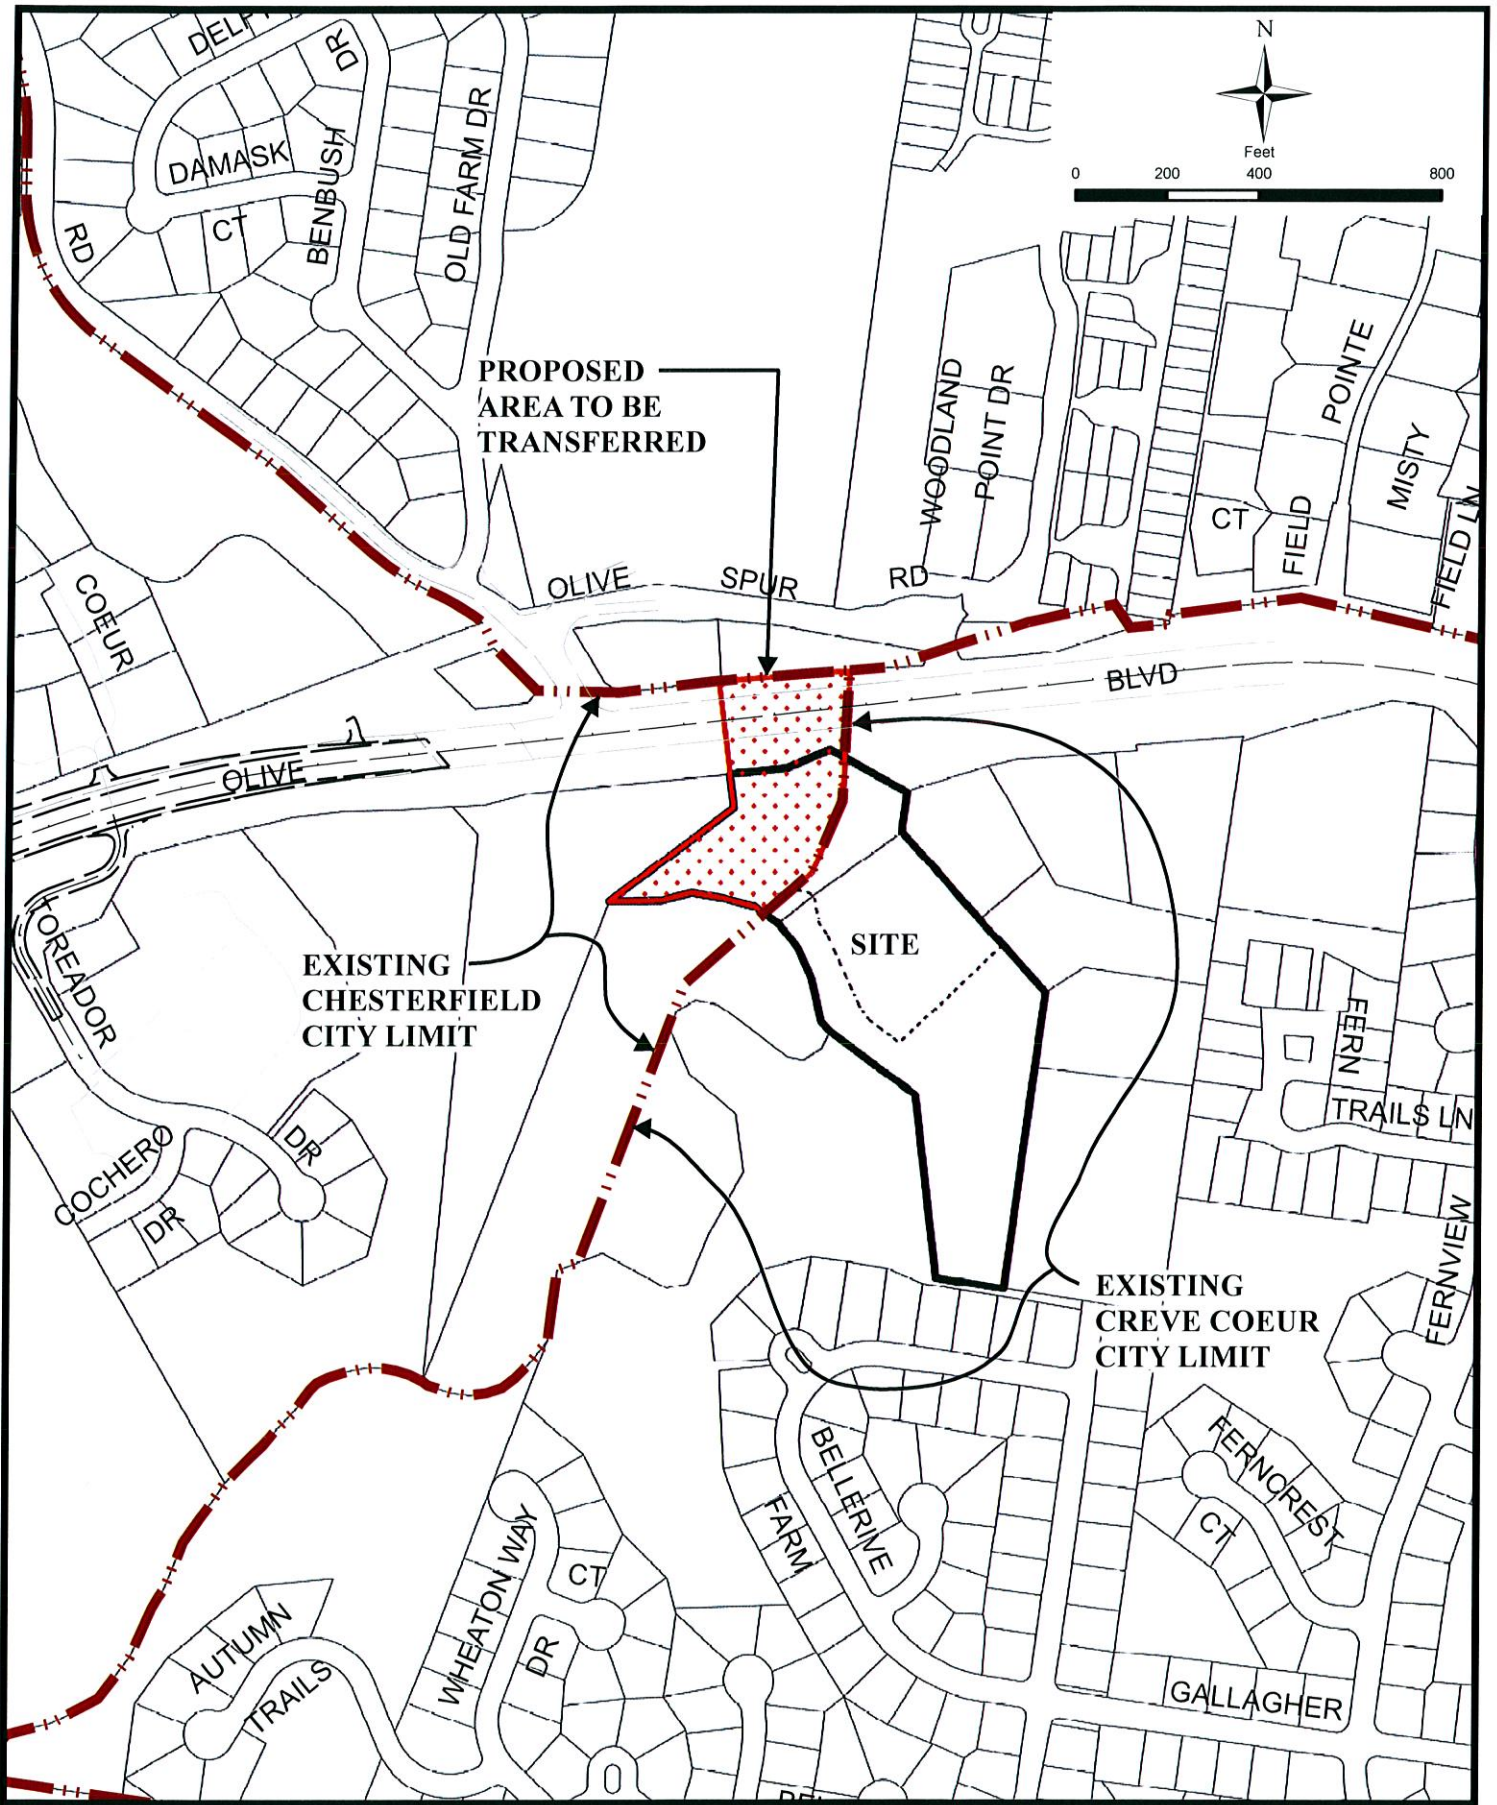 N
Feet
0 200 400 800
DR
DAMASK
CT
BENBUSH
OLD FARM DR
RD
PROPOSED
AREA TO BE
TRANSFERRED
WOODLAND
POINT DR
POINTE
MISTY
CT
FIELD
FIELD LN
OLIVE SPUR RD
COEUR
BLVD
OLIVE
TOREADOR
SITE
EXISTING
CHESTERFIELD
CITY LIMIT
FERN
TRAILS LN
COCHERO
DR
DR
FERNVIEW
EXISTING
CREVE COEUR
CITY LIMIT
BELLERIVE
FARM
FERNCREST
CT
WHEATON WAY
CT
DR
AUTUMN
TRAILS
GALLAGHER